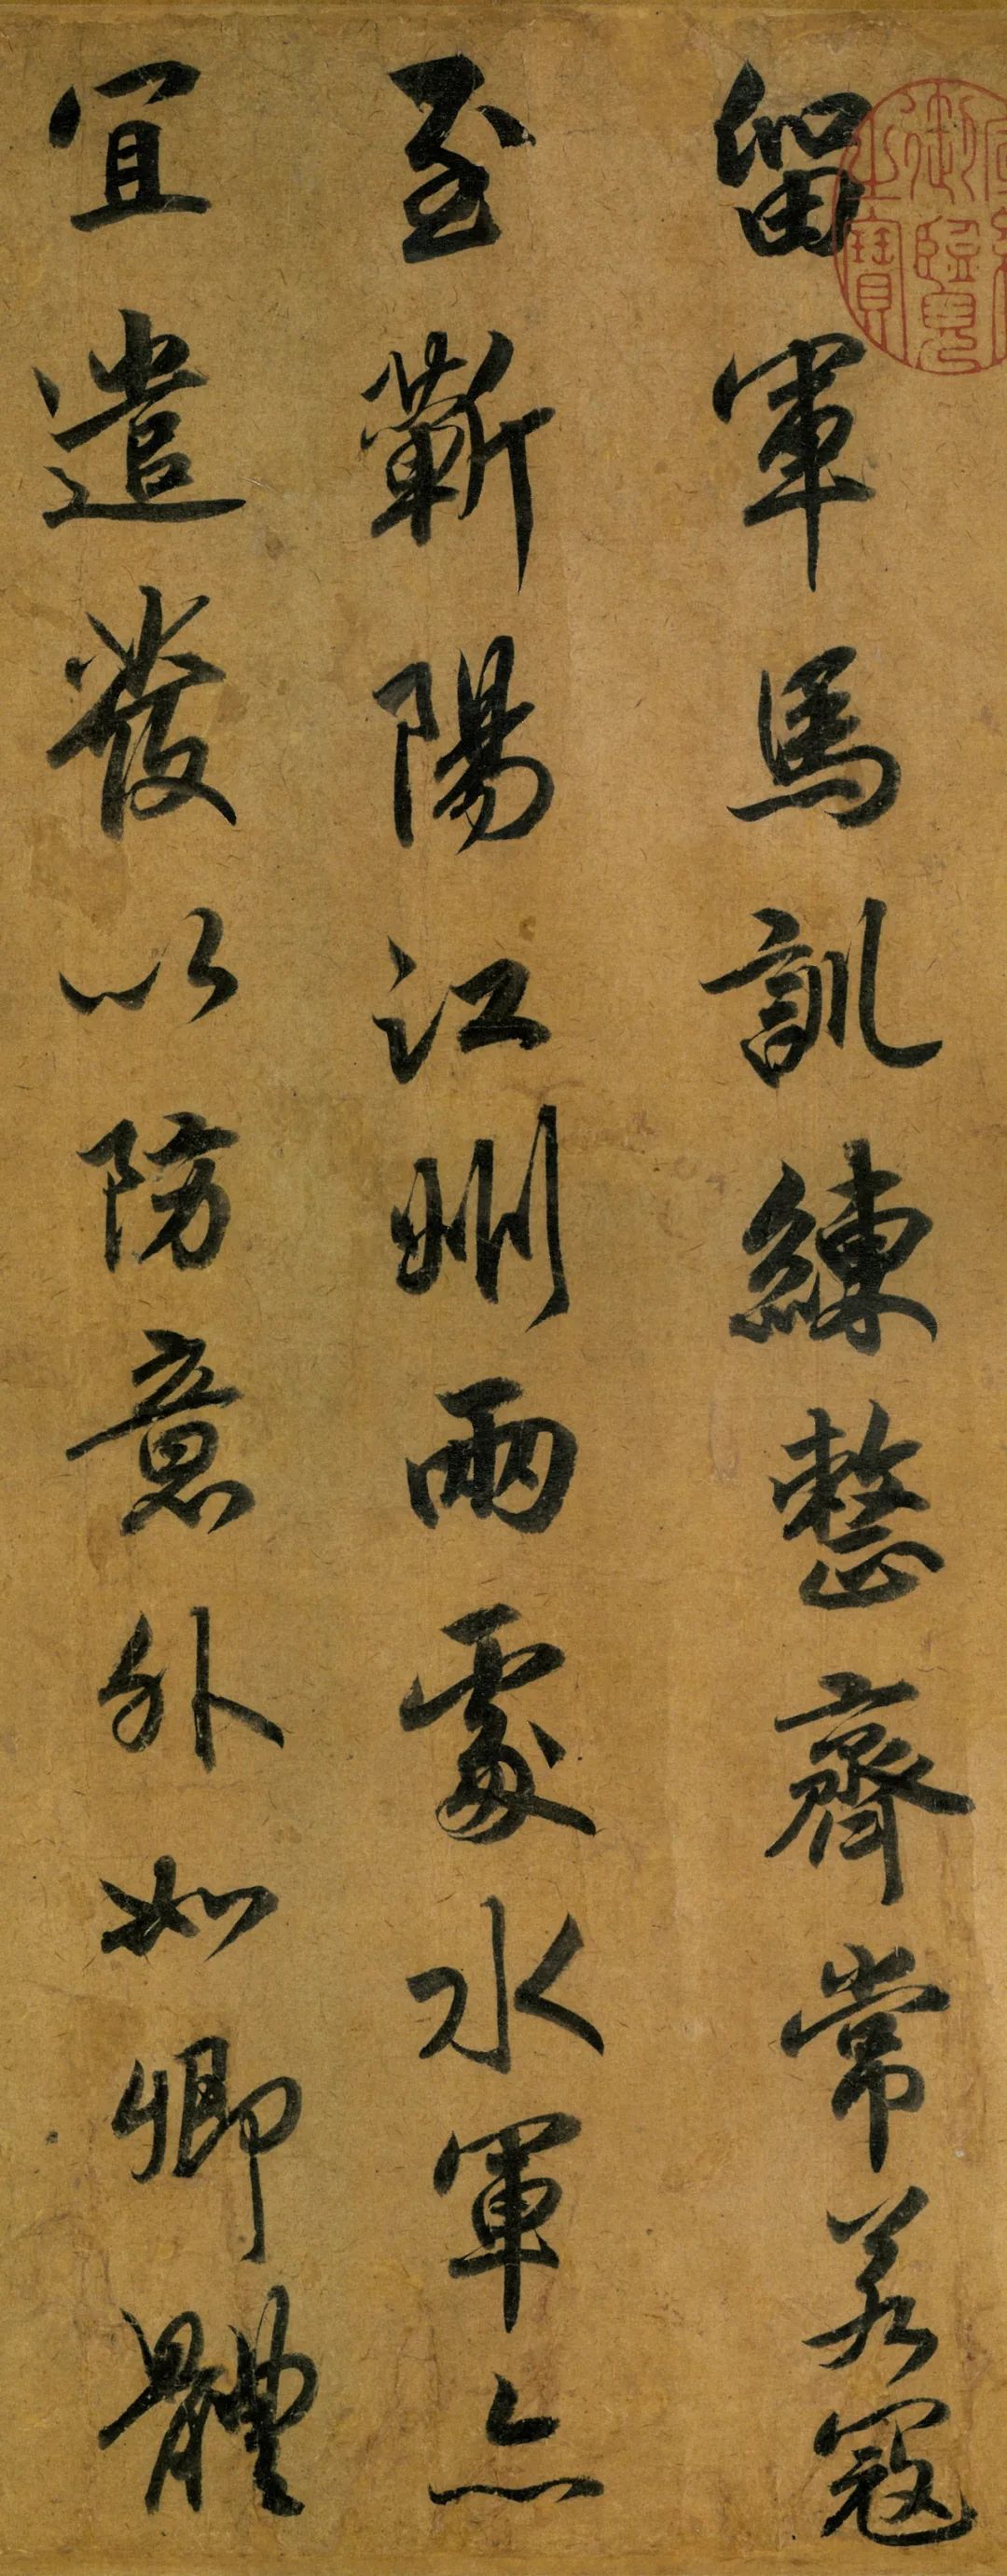 留軍馬訓練整齊常若寇
至蘄陽江州兩處水軍亦
宜遣發以防意外如卿體
御覽之寶